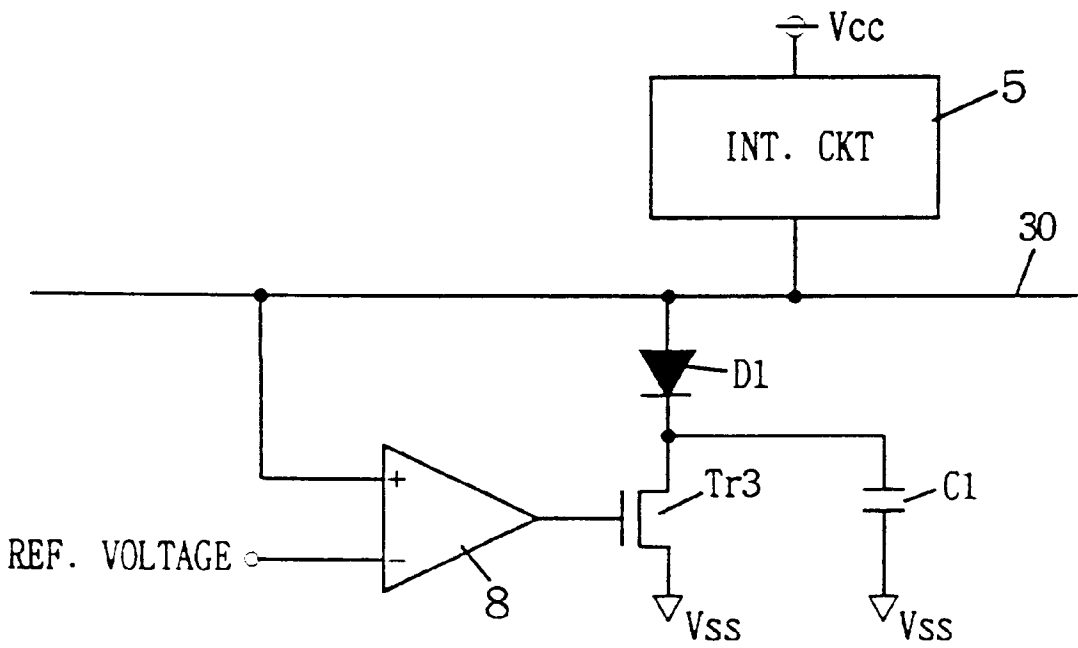 Vcc
5
INT. CKT
30
D1
+
Tr3
C1
REF. VOLTAGE
−
8
Vss
Vss